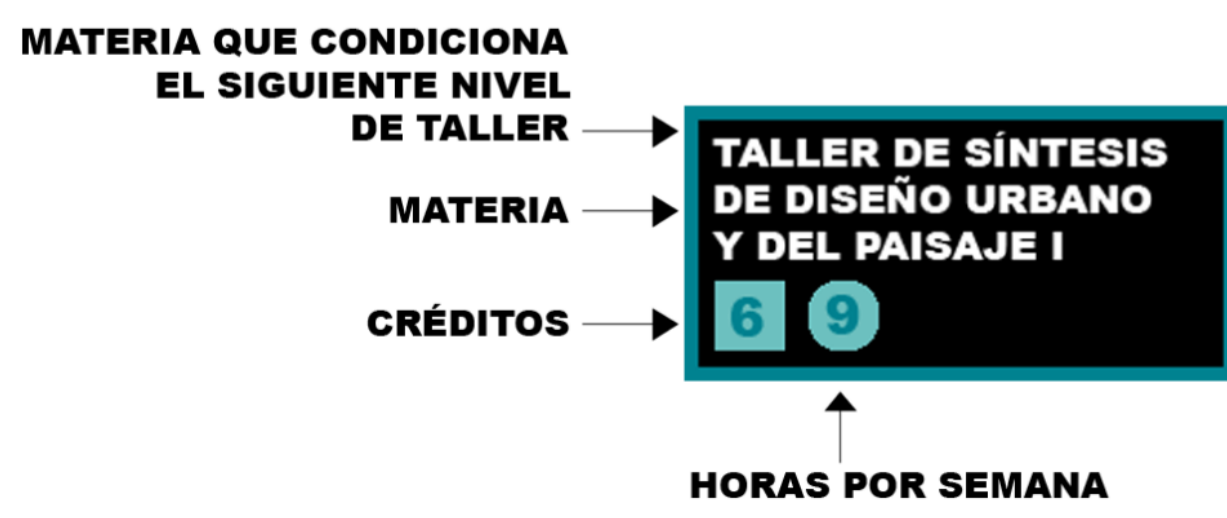 MATERIA QUE CONDICIONA
EL SIGUIENTE NIVEL
DE TALLER
MATERIA
CRÉDITOS
TALLER DE SÍNTESIS
DE DISEÑO URBANO
Y DEL PAISAJE I
6 9
HORAS POR SEMANA